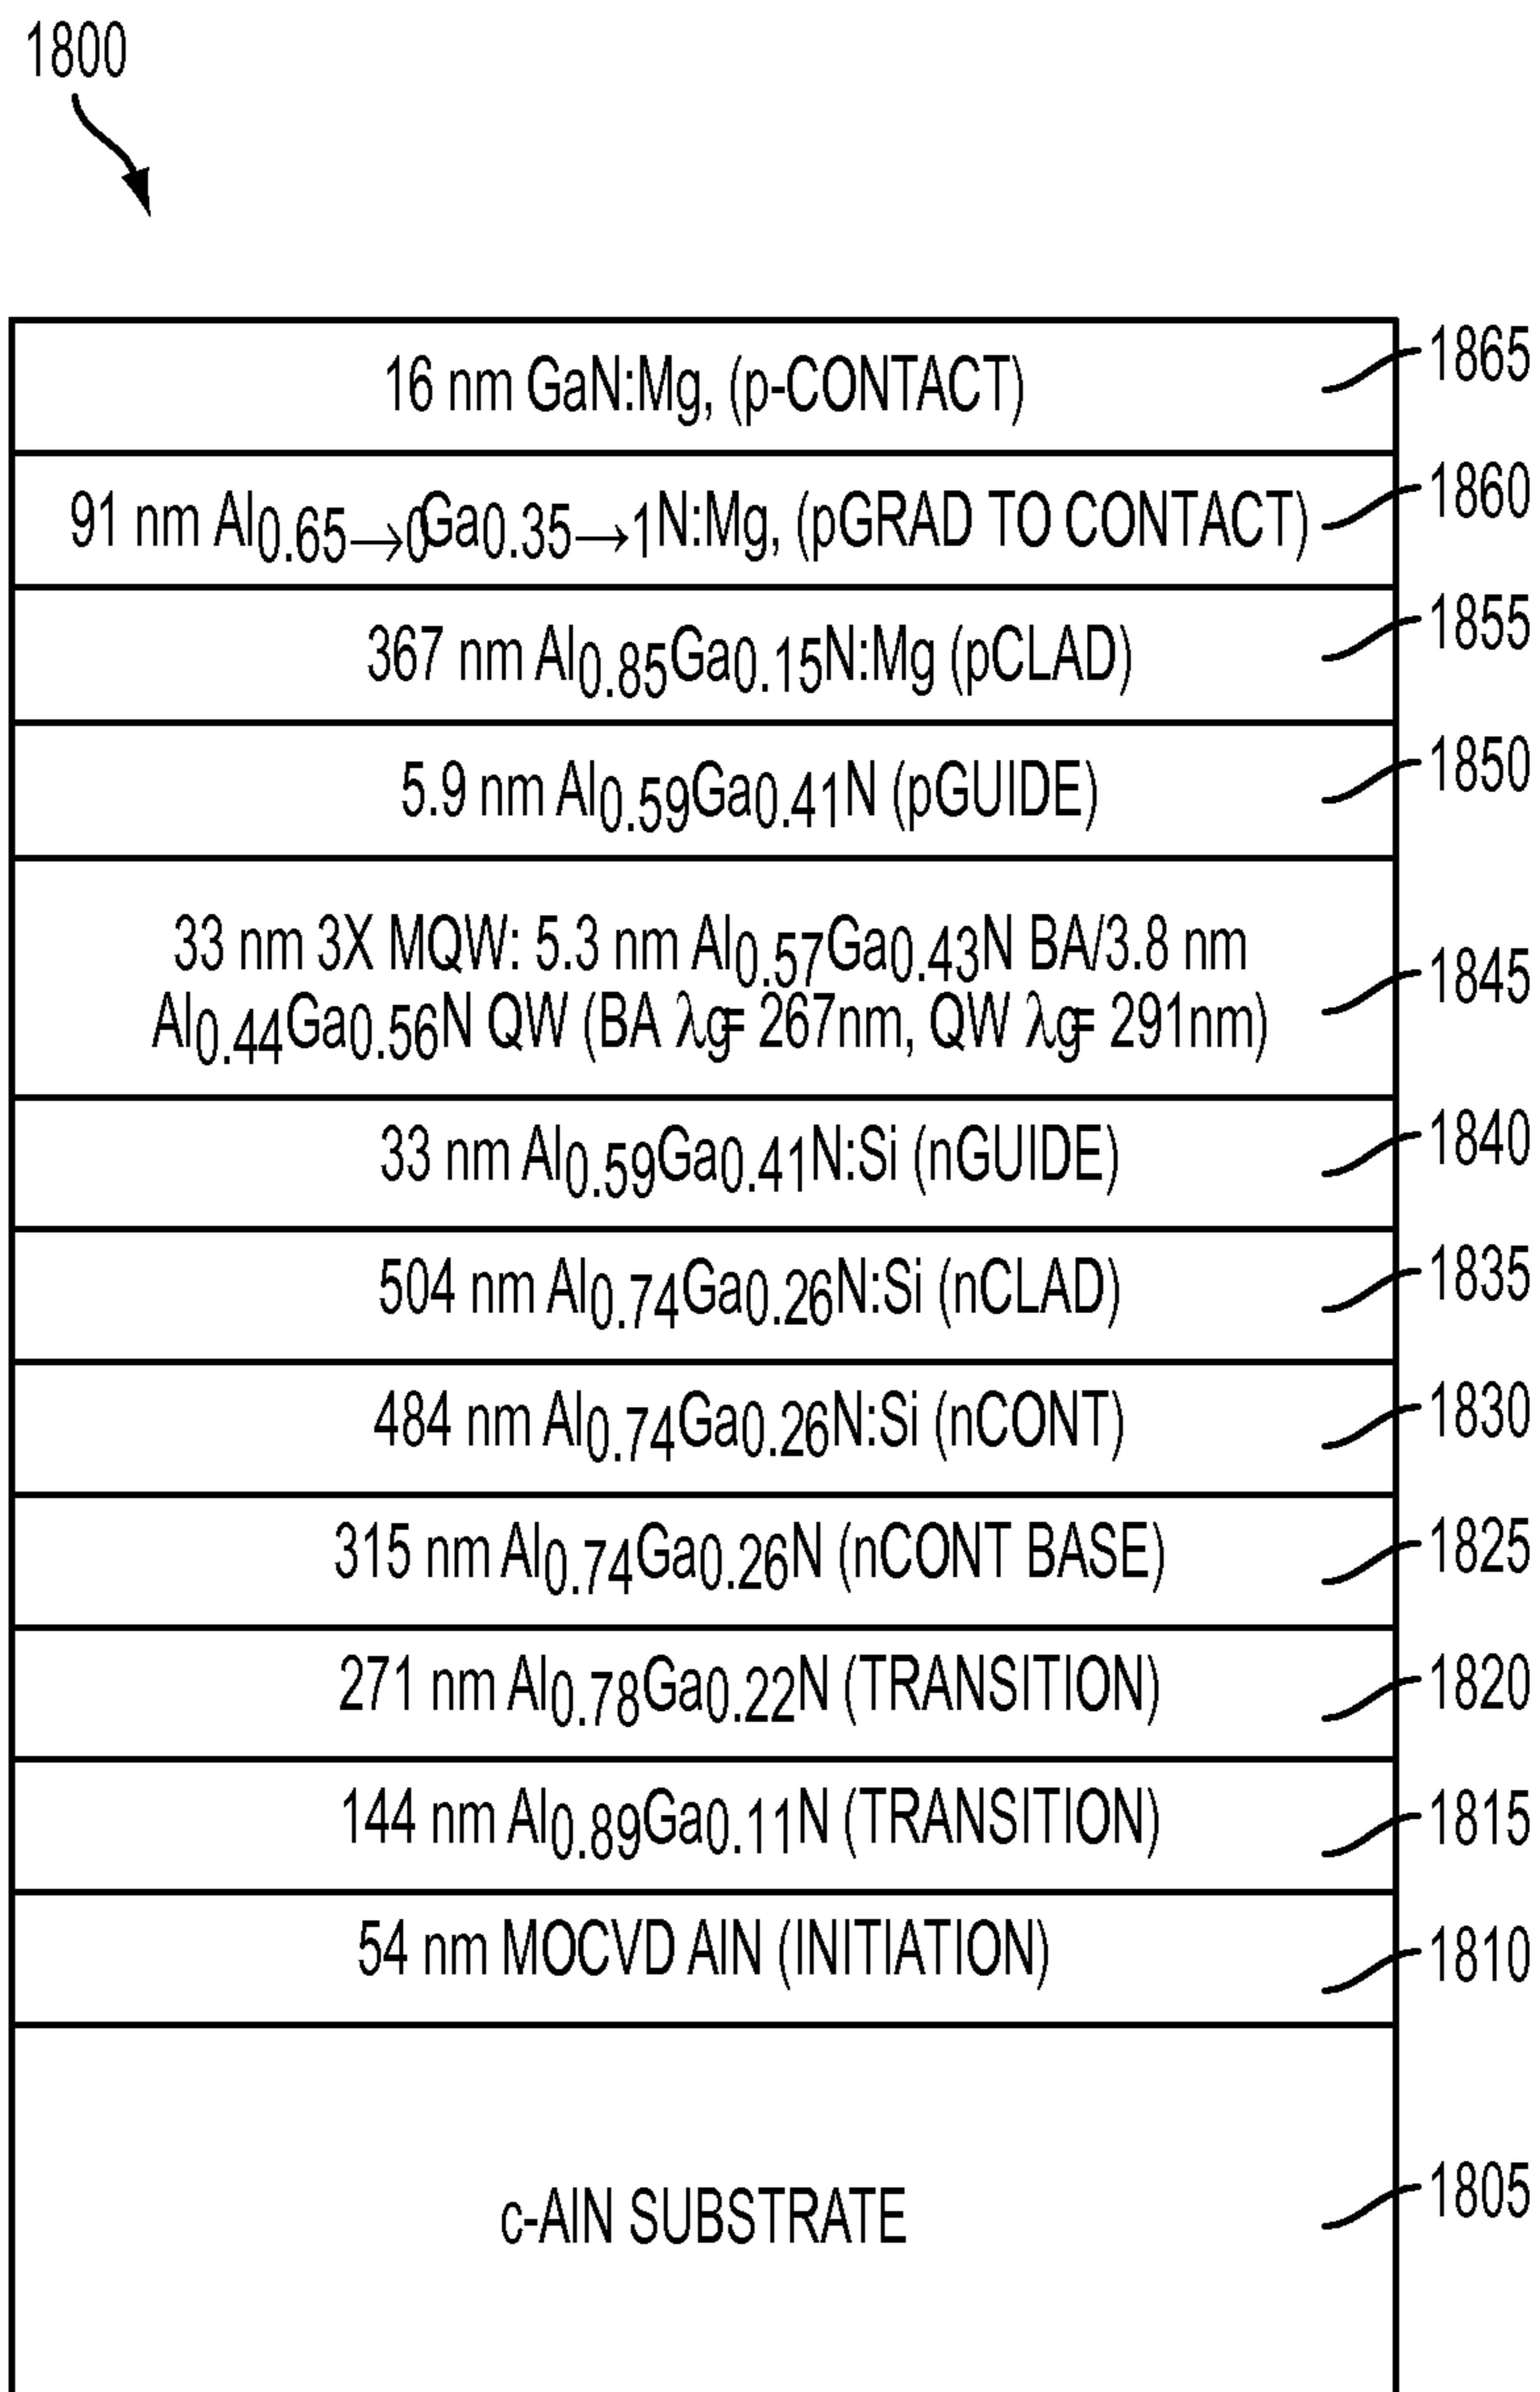 1800
16 nm GaN:Mg, (p-CONTACT)
1865
91 nm Al0.65→0Ga0.35→1N:Mg, (pGRAD TO CONTACT)
1860
367 nm Al0.85Ga0.15N:Mg (pCLAD)
1855
5.9 nm Al0.59Ga0.41N (pGUIDE)
1850
33 nm 3X MQW: 5.3 nm Al0.57Ga0.43N BA/3.8 nm
Al0.44Ga0.56N QW (BA λg= 267nm, QW λg= 291nm)
1845
33 nm Al0.59Ga0.41N:Si (nGUIDE)
1840
504 nm Al0.74Ga0.26N:Si (nCLAD)
1835
484 nm Al0.74Ga0.26N:Si (nCONT)
1830
315 nm Al0.74Ga0.26N (nCONT BASE)
1825
271 nm Al0.78Ga0.22N (TRANSITION)
1820
144 nm Al0.89Ga0.11N (TRANSITION)
1815
54 nm MOCVD AlN (INITIATION)
1810
c-AlN SUBSTRATE
1805